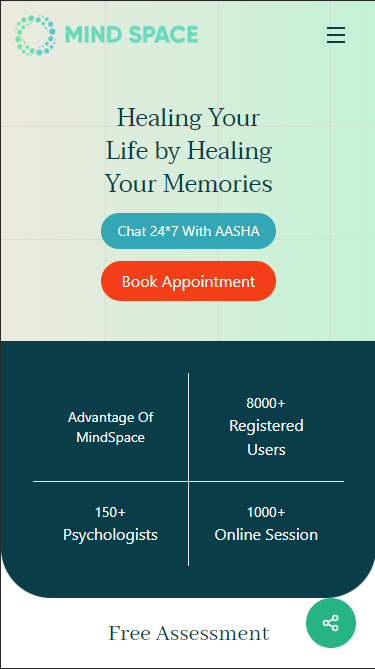 MIND SPACE
Healing Your
Life by Healing
Your Memories
Chat 24*7 With AASHA
Book Appointment
Advantage Of
MindSpace
8000+
Registered
Users
150+
Psychologists
1000+
Online Session
Free Assessment